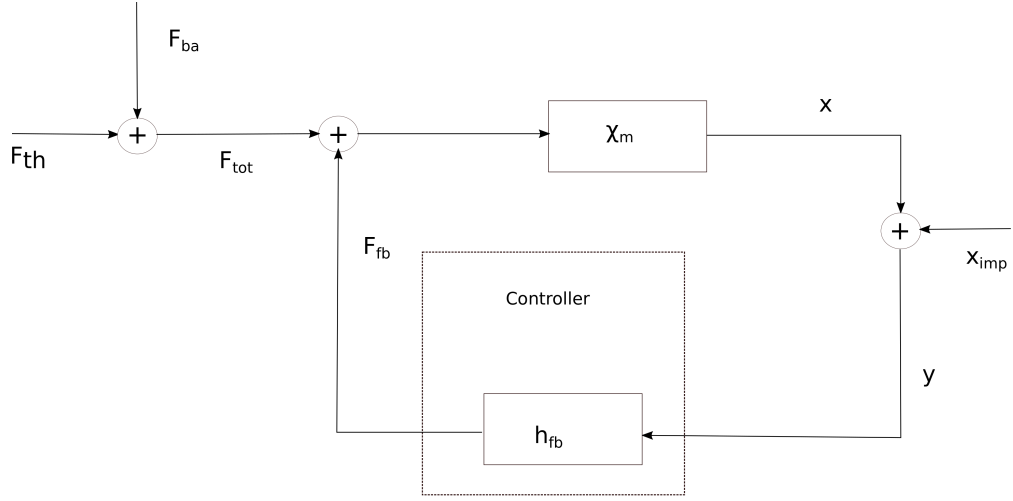 F_ba
+
+
F_th
F_tot
χ_m
x
+
x_imp
F_fb
Controller
y
h_fb